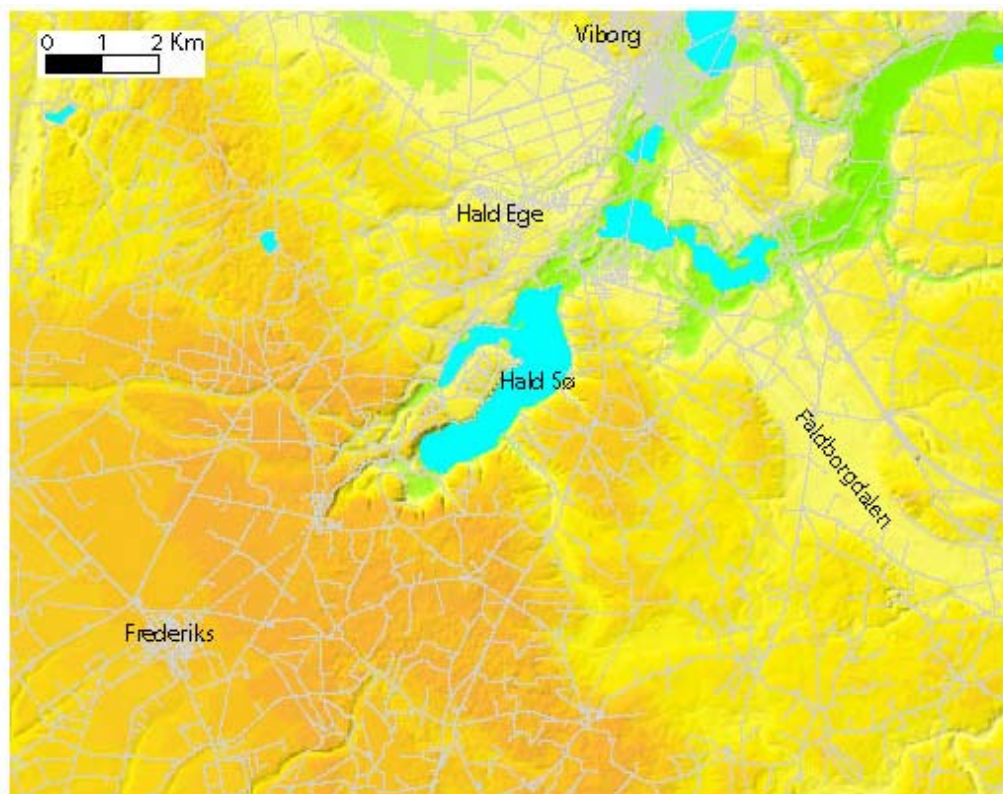 0 1 2 Km
Viborg
Hald Ege
Hald Sø
Faldborgdalen
Frederiks